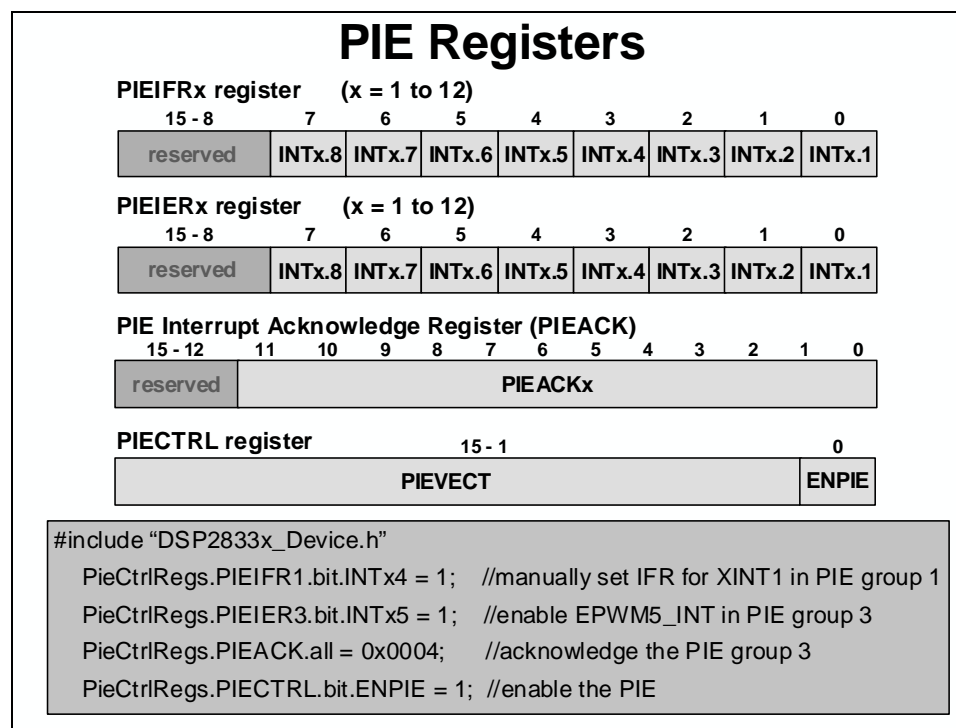 PIE Registers
PIEIFRx register (x = 1 to 12)
15 - 8 7 6 5 4 3 2 1 0
reserved INTx.8 INTx.7 INTx.6 INTx.5 INTx.4 INTx.3 INTx.2 INTx.1
PIEIERx register (x = 1 to 12)
15 - 8 7 6 5 4 3 2 1 0
reserved INTx.8 INTx.7 INTx.6 INTx.5 INTx.4 INTx.3 INTx.2 INTx.1
PIE Interrupt Acknowledge Register (PIEACK)
15 - 12 11 10 9 8 7 6 5 4 3 2 1 0
reserved PIEACKx
PIECTRL register 15 - 1 0
PIEVECT ENPIE
#include “DSP2833x_Device.h”
PieCtrlRegs.PIEIFR1.bit.INTx4 = 1; //manually set IFR for XINT1 in PIE group 1
PieCtrlRegs.PIEIER3.bit.INTx5 = 1; //enable EPWM5_INT in PIE group 3
PieCtrlRegs.PIEACK.all = 0x0004; //acknowledge the PIE group 3
PieCtrlRegs.PIECTRL.bit.ENPIE = 1; //enable the PIE